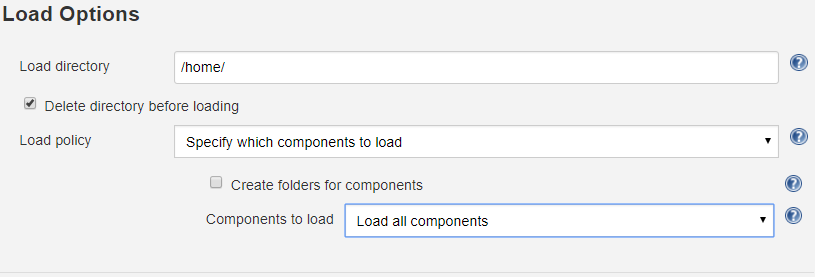 Load Options
Load directory /home/
Delete directory before loading
Load policy Specify which components to load
Create folders for components
Components to load Load all components